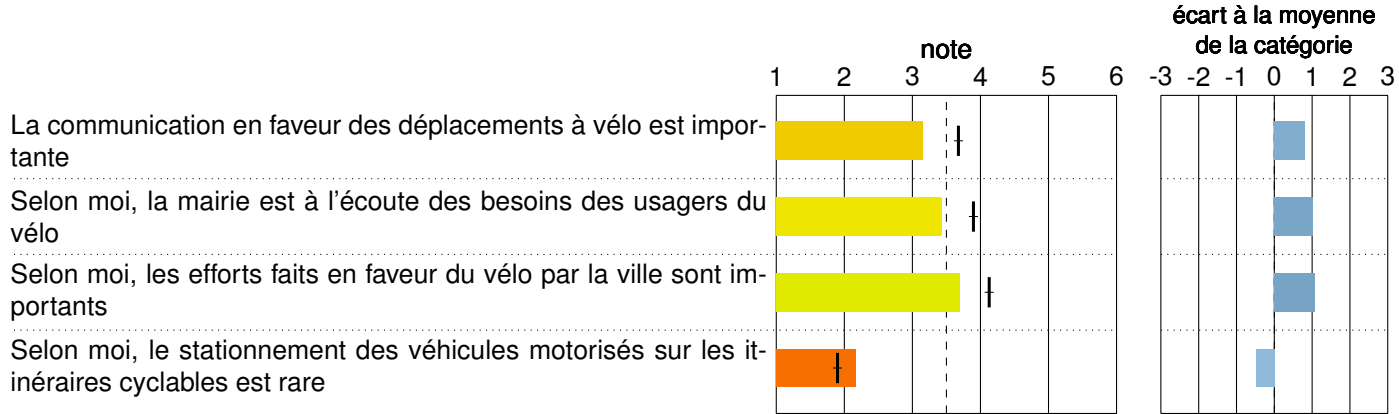 écart à la moyenne
de la catégorie
note
1 2 3 4 5 6
-3 -2 -1 0 1 2 3
La communication en faveur des déplacements à vélo est impor-
tante
Selon moi, la mairie est à l'écoute des besoins des usagers du
vélo
Selon moi, les efforts faits en faveur du vélo par la ville sont im-
portants
Selon moi, le stationnement des véhicules motorisés sur les it-
inéraires cyclables est rare